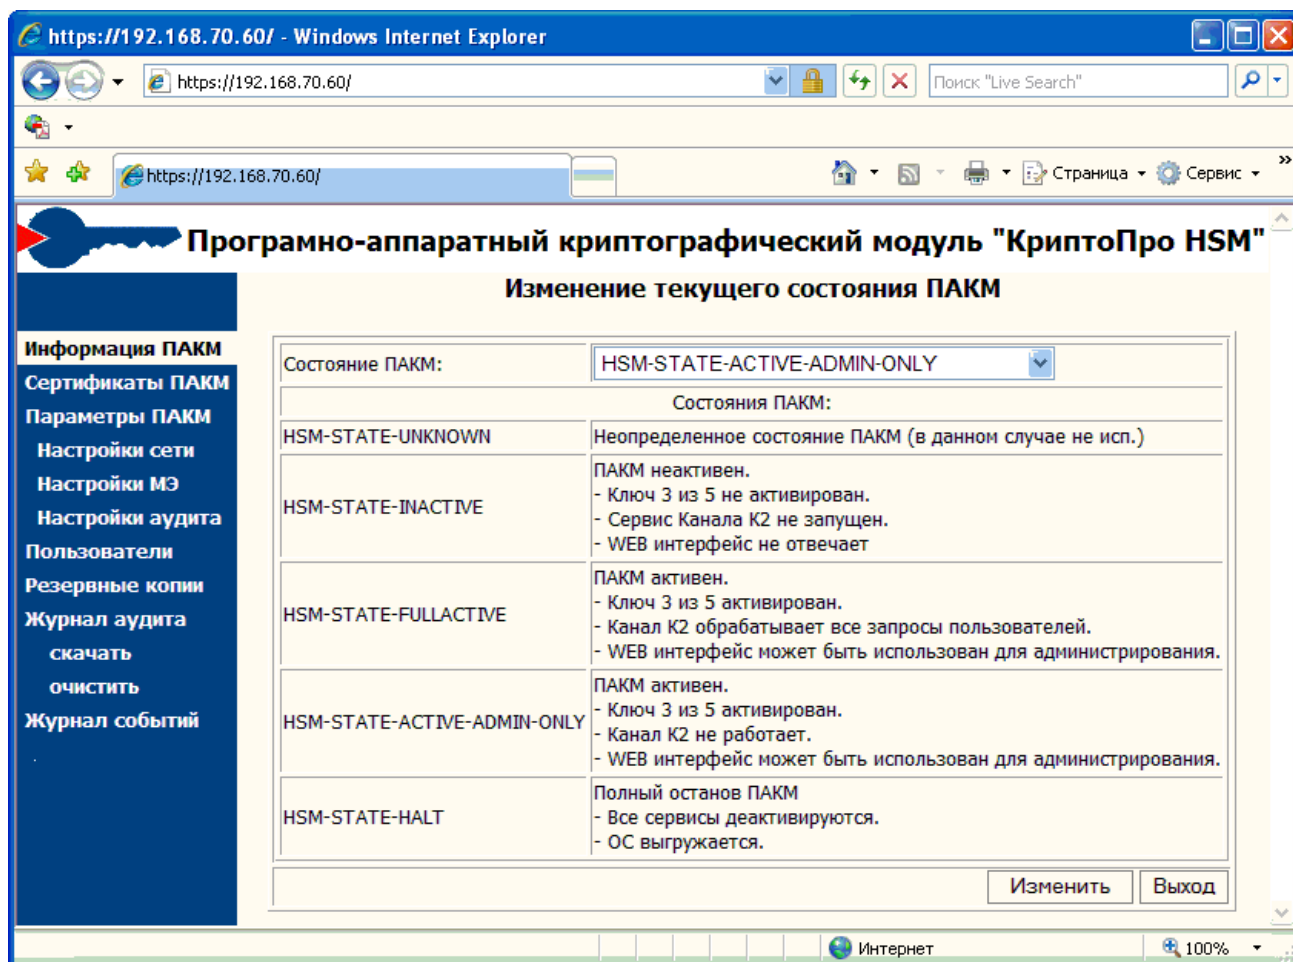 https://192.168.70.60/ - Windows Internet Explorer
https://192.168.70.60/
Поиск "Live Search"
https://192.168.70.60/
Страница
Сервис
»
Програмно-аппаратный криптографический модуль "КриптоПро HSM"
Изменение текущего состояния ПАКМ
Информация ПАКМ
Сертификаты ПАКМ
Параметры ПАКМ
Настройки сети
Настройки МЭ
Настройки аудита
Пользователи
Резервные копии
Журнал аудита
скачать
очистить
Журнал событий
Состояние ПАКМ:
HSM-STATE-ACTIVE-ADMIN-ONLY
Состояния ПАКМ:
HSM-STATE-UNKNOWN
Неопределенное состояние ПАКМ (в данном случае не исп.)
HSM-STATE-INACTIVE
ПАКМ неактивен.
- Ключ 3 из 5 не активирован.
- Сервис Канала К2 не запущен.
- WEB интерфейс не отвечает
HSM-STATE-FULLACTIVE
ПАКМ активен.
- Ключ 3 из 5 активирован.
- Канал К2 обрабатывает все запросы пользователей.
- WEB интерфейс может быть использован для администрирования.
HSM-STATE-ACTIVE-ADMIN-ONLY
ПАКМ активен.
- Ключ 3 из 5 активирован.
- Канал К2 не работает.
- WEB интерфейс может быть использован для администрирования.
HSM-STATE-HALT
Полный останов ПАКМ
- Все сервисы деактивируются.
- ОС выгружается.
Изменить
Выход
Интернет
100%